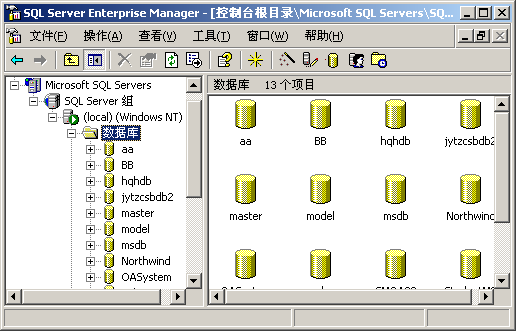 SQL Server Enterprise Manager - [控制台根目录\Microsoft SQL Servers\SQ...
文件(F) 操作(A) 查看(V) 工具(T) 窗口(W) 帮助(H)
Microsoft SQL Servers
SQL Server 组
(local) (Windows NT)
数据库
aa
BB
hqhdb
jytzcsbdb2
master
model
msdb
Northwind
OASystem
数据库 13 个项目
aa BB hqhdb jytzcsbdb2
master model msdb Northwind